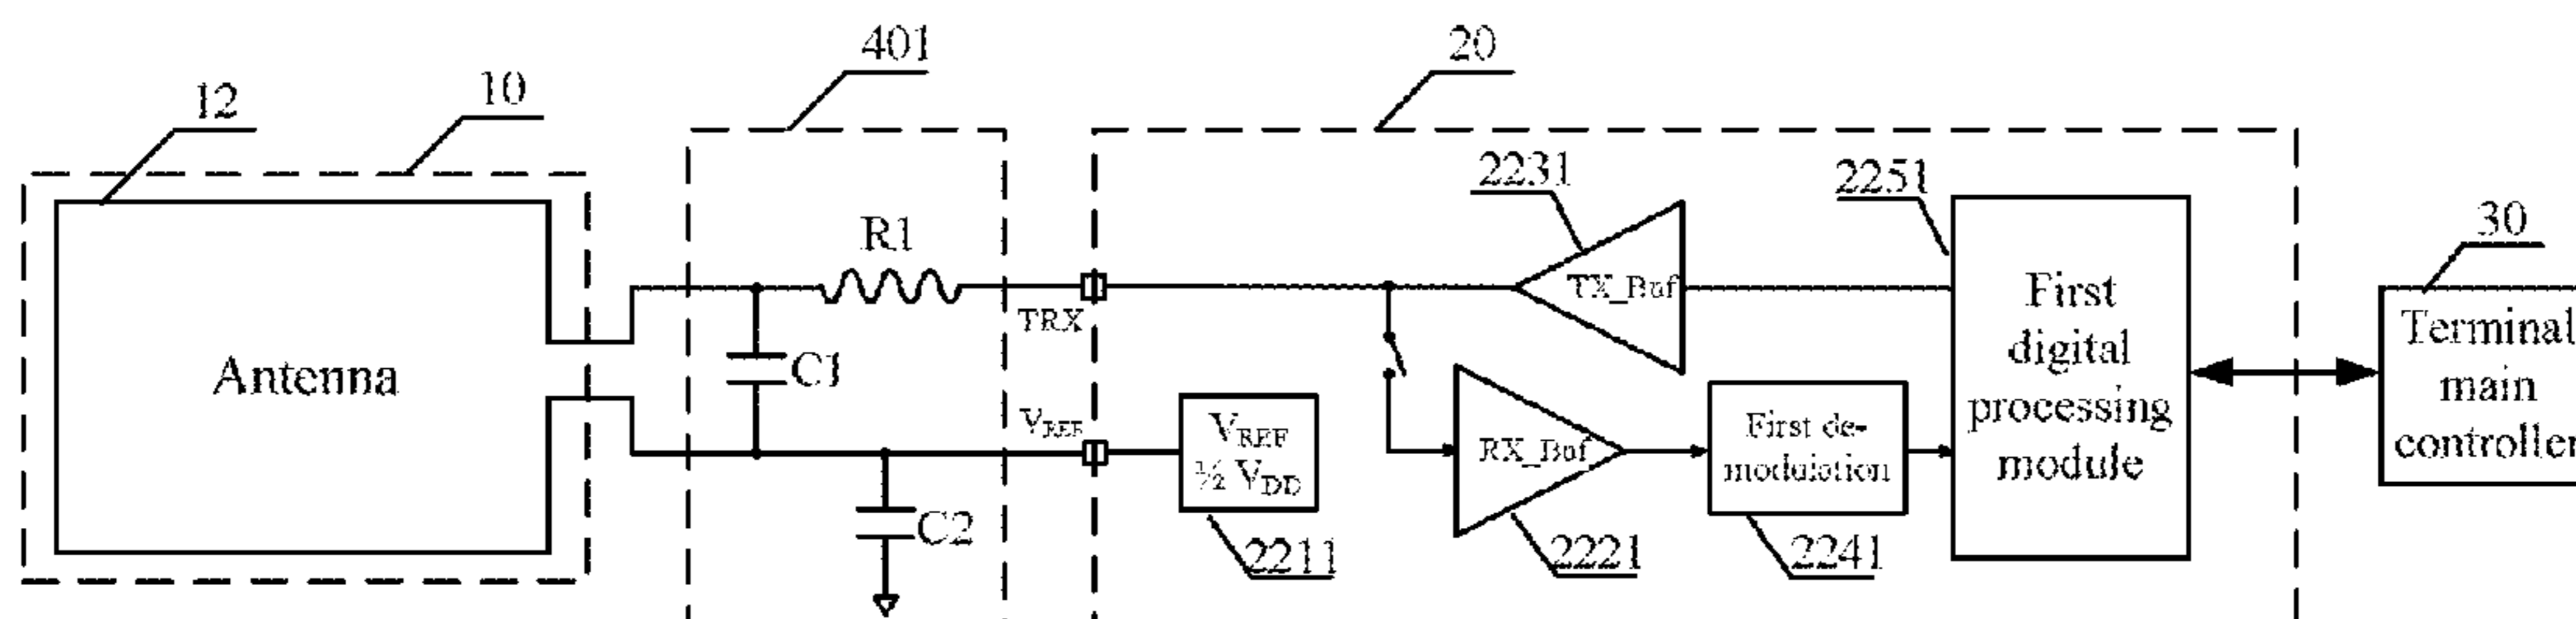 401
20
12
10
2231
2251
30
R1
TX_Buf
First
digital
processing
module
Terminal
main
controller
TRX
Antenna
C1
VREF
VREF
½ VDD
RX_Buf
First de-
modulation
C2
2211
2221
2241